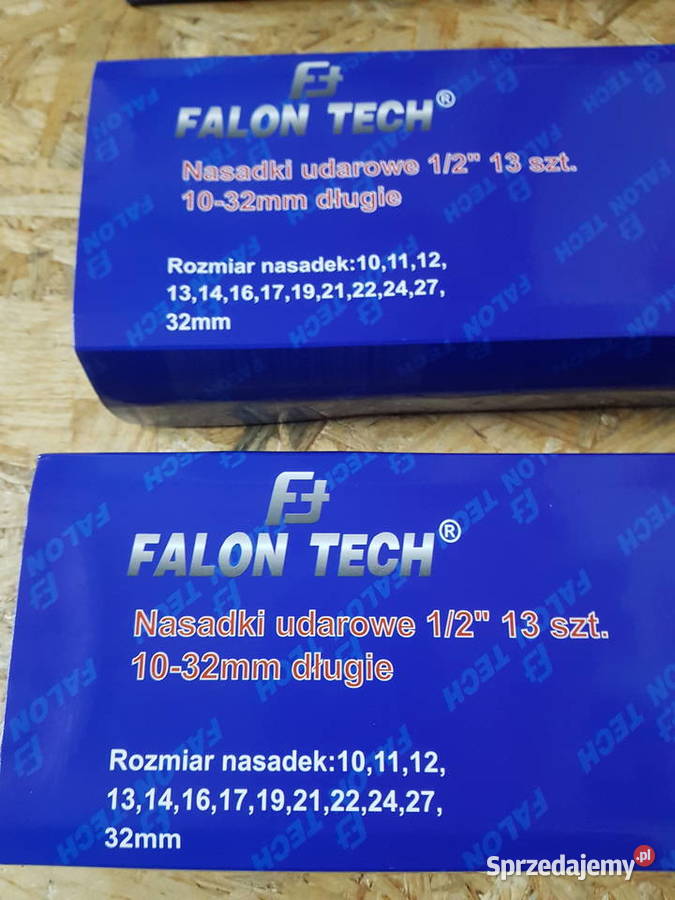 FALON TECH®
Nasadki udarowe 1/2" 13 szt.
10-32mm długie
Rozmiar nasadek:10,11,12,
13,14,16,17,19,21,22,24,27,
32mm
FALON TECH®
Nasadki udarowe 1/2" 13 szt.
10-32mm długie
Rozmiar nasadek:10,11,12,
13,14,16,17,19,21,22,24,27,
32mm
Sprzedajemy.pl